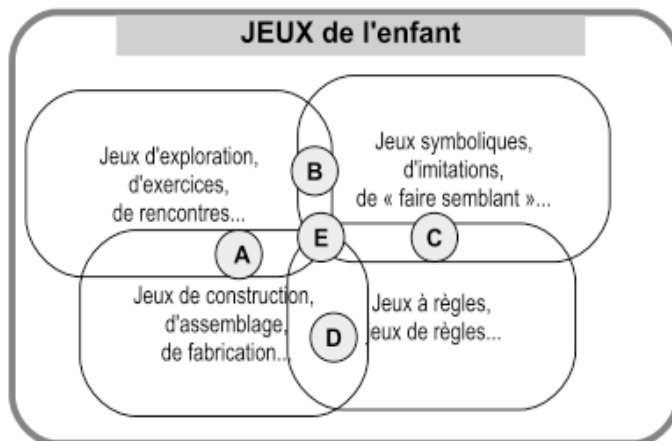 JEUX de l'enfant
Jeux d'exploration,
d'exercices,
de rencontres...
B
Jeux symboliques,
d'imitations,
de « faire semblant »...
A
E
C
Jeux de construction,
d'assemblage,
de fabrication...
D
Jeux à règles,
jeux de règles...